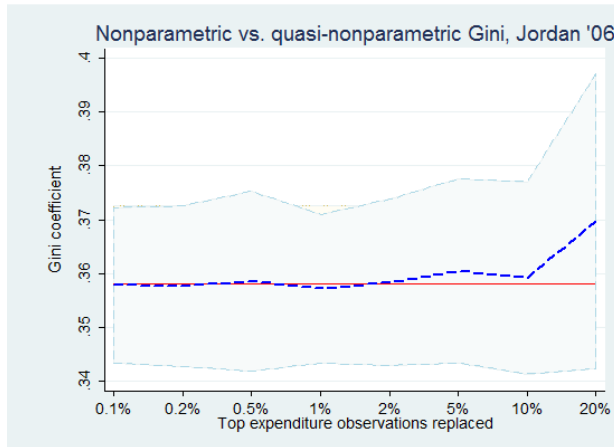 Nonparametric vs. quasi-nonparametric Gini, Jordan '06
.4
.39
.38
.37
.36
.35
.34
Gini coefficient
0.1% 0.2% 0.5% 1% 2% 5% 10% 20%
Top expenditure observations replaced